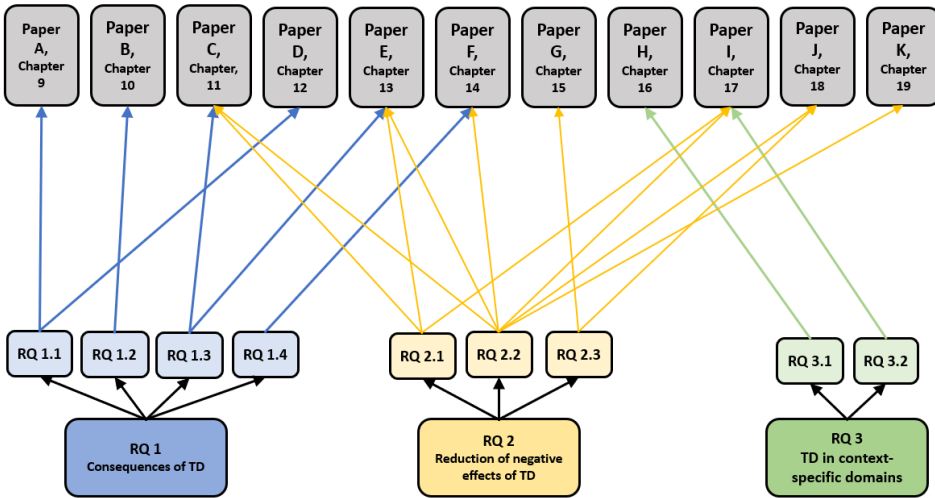 Paper
A,
Chapter
9
Paper
B,
Chapter
10
Paper
C,
Chapter,
11
Paper
D,
Chapter
12
Paper
E,
Chapter
13
Paper
F,
Chapter
14
Paper
G,
Chapter
15
Paper
H,
Chapter
16
Paper
I,
Chapter
17
Paper
J,
Chapter
18
Paper
K,
Chapter
19
RQ 1.1
RQ 1.2
RQ 1.3
RQ 1.4
RQ 2.1
RQ 2.2
RQ 2.3
RQ 3.1
RQ 3.2
RQ 1
Consequences of TD
RQ 2
Reduction of negative
effects of TD
RQ 3
TD in context-
specific domains